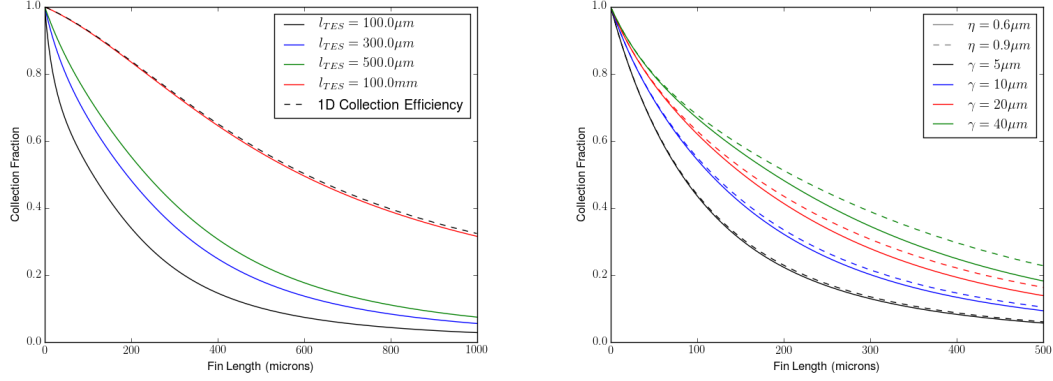 1.0
0.8
0.6
0.4
0.2
0.0
Collection Fraction
0
200
400
600
800
1000
Fin Length (microns)
l_TES = 100.0μm
l_TES = 300.0μm
l_TES = 500.0μm
l_TES = 100.0mm
1D Collection Efficiency
1.0
0.8
0.6
0.4
0.2
0.0
Collection Fraction
0
100
200
300
400
500
Fin Length (microns)
η = 0.6μm
η = 0.9μm
γ = 5μm
γ = 10μm
γ = 20μm
γ = 40μm